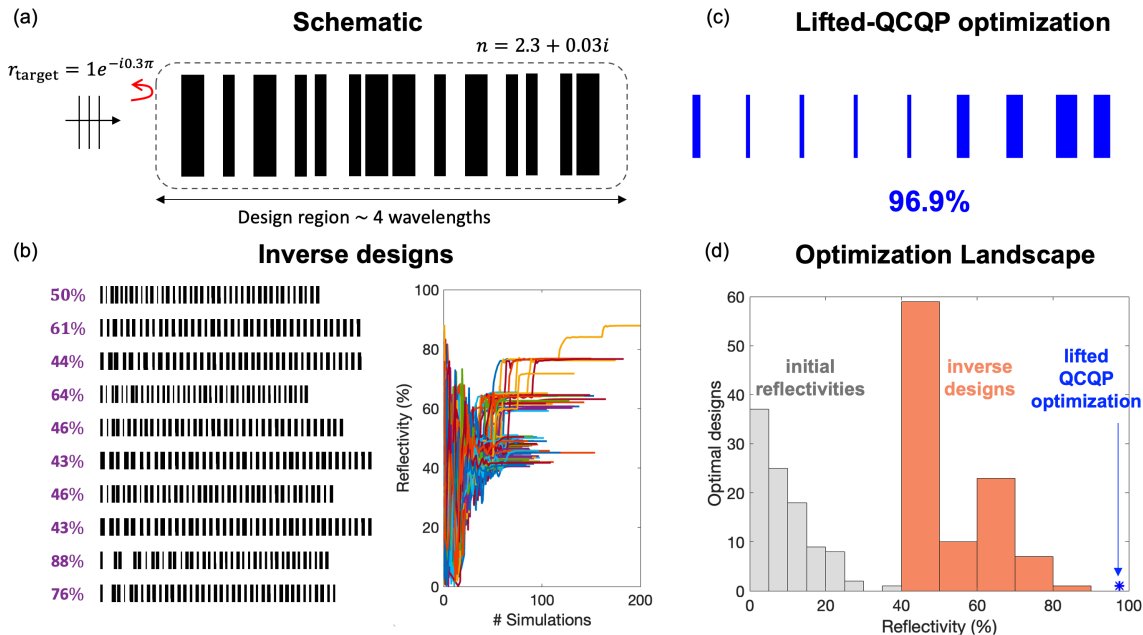 (a)
Schematic
n = 2.3 + 0.03i
r_target = 1e^{−i0.3π}
Design region ~ 4 wavelengths
(c)
Lifted-QCQP optimization
96.9%
(b)
Inverse designs
50%
61%
44%
64%
46%
43%
46%
43%
88%
76%
Reflectivity (%)
100
80
60
40
20
0
0
100
200
# Simulations
(d)
Optimization Landscape
Optimal designs
60
50
40
30
20
10
0
initial
reflectivities
inverse
designs
lifted
QCQP
optimization
0
20
40
60
80
100
Reflectivity (%)